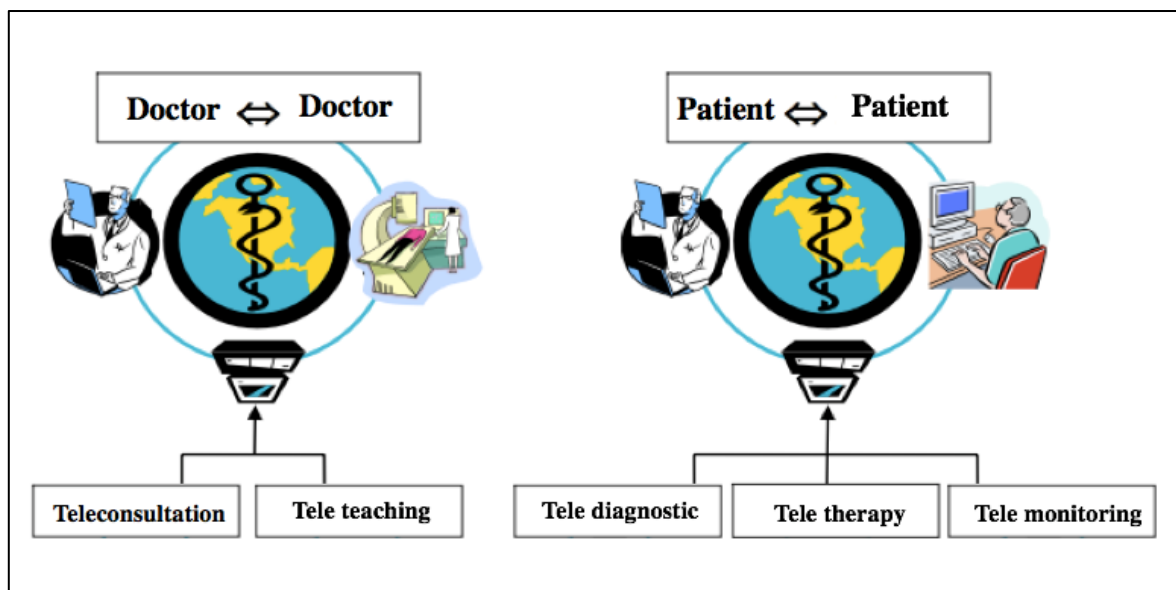 Doctor ⇔ Doctor
Patient ⇔ Patient
Teleconsultation
Tele teaching
Tele diagnostic
Tele therapy
Tele monitoring